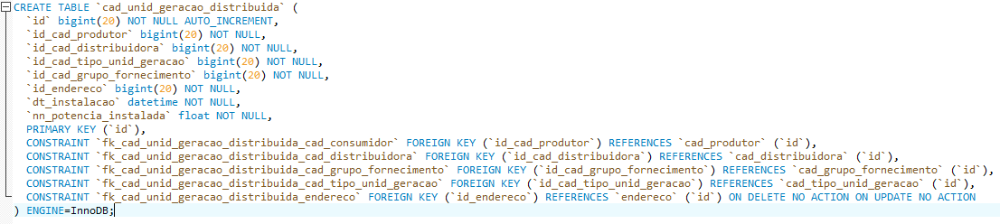 CREATE TABLE `cad_unid_geracao_distribuida` (
`id` bigint(20) NOT NULL AUTO_INCREMENT,
`id_cad_produtor` bigint(20) NOT NULL,
`id_cad_distribuidora` bigint(20) NOT NULL,
`id_cad_tipo_unid_geracao` bigint(20) NOT NULL,
`id_cad_grupo_fornecimento` bigint(20) NOT NULL,
`id_endereco` bigint(20) NOT NULL,
`dt_instalacao` datetime NOT NULL,
`nn_potencia_instalada` float NOT NULL,
PRIMARY KEY (`id`),
CONSTRAINT `fk_cad_unid_geracao_distribuida_cad_consumidor` FOREIGN KEY (`id_cad_produtor`) REFERENCES `cad_produtor` (`id`),
CONSTRAINT `fk_cad_unid_geracao_distribuida_cad_distribuidora` FOREIGN KEY (`id_cad_distribuidora`) REFERENCES `cad_distribuidora` (`id`),
CONSTRAINT `fk_cad_unid_geracao_distribuida_cad_grupo_fornecimento` FOREIGN KEY (`id_cad_grupo_fornecimento`) REFERENCES `cad_grupo_fornecimento` (`id`),
CONSTRAINT `fk_cad_unid_geracao_distribuida_cad_tipo_unid_geracao` FOREIGN KEY (`id_cad_tipo_unid_geracao`) REFERENCES `cad_tipo_unid_geracao` (`id`),
CONSTRAINT `fk_cad_unid_geracao_distribuida_endereco` FOREIGN KEY (`id_endereco`) REFERENCES `endereco` (`id`) ON DELETE NO ACTION ON UPDATE NO ACTION
) ENGINE=InnoDB;